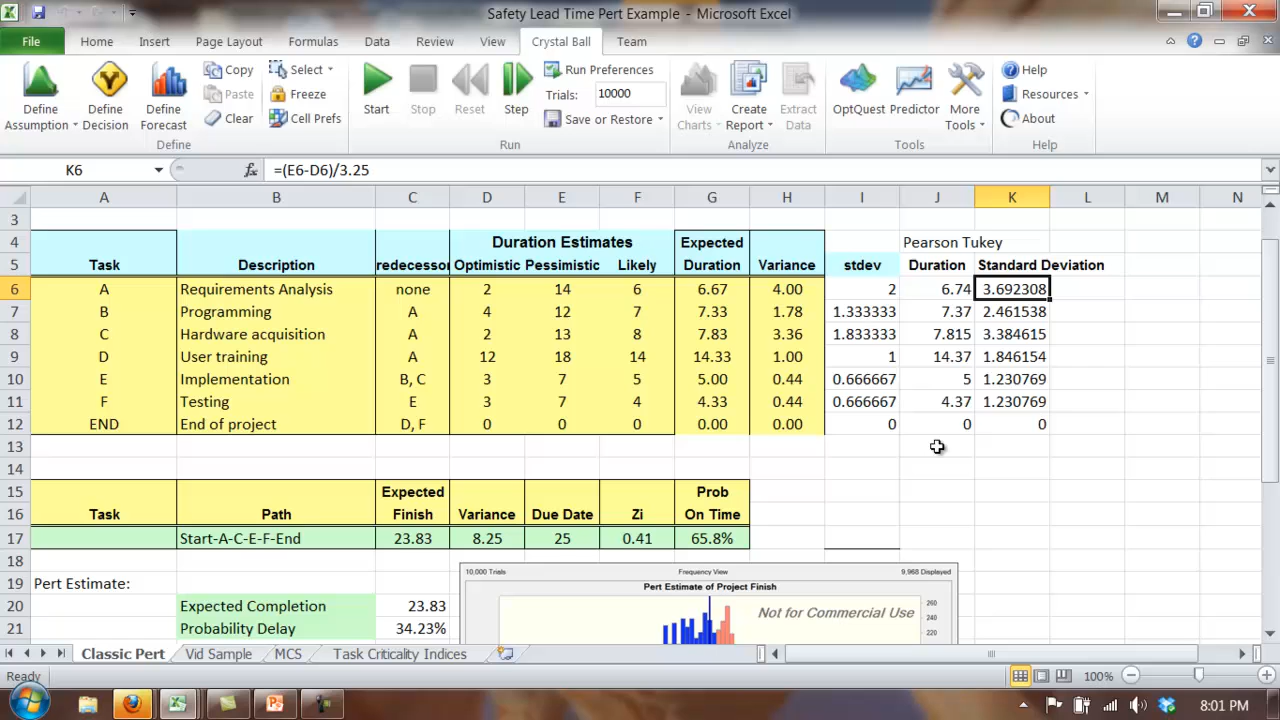 Safety Lead Time Pert Example - Microsoft Excel
File Home Insert Page Layout Formulas Data Review View Crystal Ball Team
Define Assumption Define Decision Define Forecast Copy Paste Clear Select Freeze Cell Prefs Start Stop Reset Step Run Preferences Trials: 10000 Save or Restore View Charts Create Report Extract Data OptQuest Predictor More Tools Help Resources About
Define Run Analyze Tools Help
K6 fx =(E6-D6)/3.25
A B C D E F G H I J K L M N
3
4 Duration Estimates Expected Pearson Tukey
5 Task Description redecessor Optimistic Pessimistic Likely Duration Variance stdev Duration Standard Deviation
6 A Requirements Analysis none 2 14 6 6.67 4.00 2 6.74 3.692308
7 B Programming A 4 12 7 7.33 1.78 1.333333 7.37 2.461538
8 C Hardware acquisition A 2 13 8 7.83 3.36 1.833333 7.815 3.384615
9 D User training A 12 18 14 14.33 1.00 1 14.37 1.846154
10 E Implementation B, C 3 7 5 5.00 0.44 0.666667 5 1.230769
11 F Testing E 3 7 4 4.33 0.44 0.666667 4.37 1.230769
12 END End of project D, F 0 0 0 0.00 0.00 0 0 0
13
14
15 Expected Prob
16 Task Path Finish Variance Due Date Zi On Time
17 Start-A-C-E-F-End 23.83 8.25 25 0.41 65.8%
18 10,000 Trials Frequency View 9,968 Displayed
19 Pert Estimate: Pert Estimate of Project Finish
20 Expected Completion 23.83 Not for Commercial Use 260
240
21 Probability Delay 34.23% 220
Classic Pert Vid Sample MCS Task Criticality Indices
Ready 100%
8:01 PM